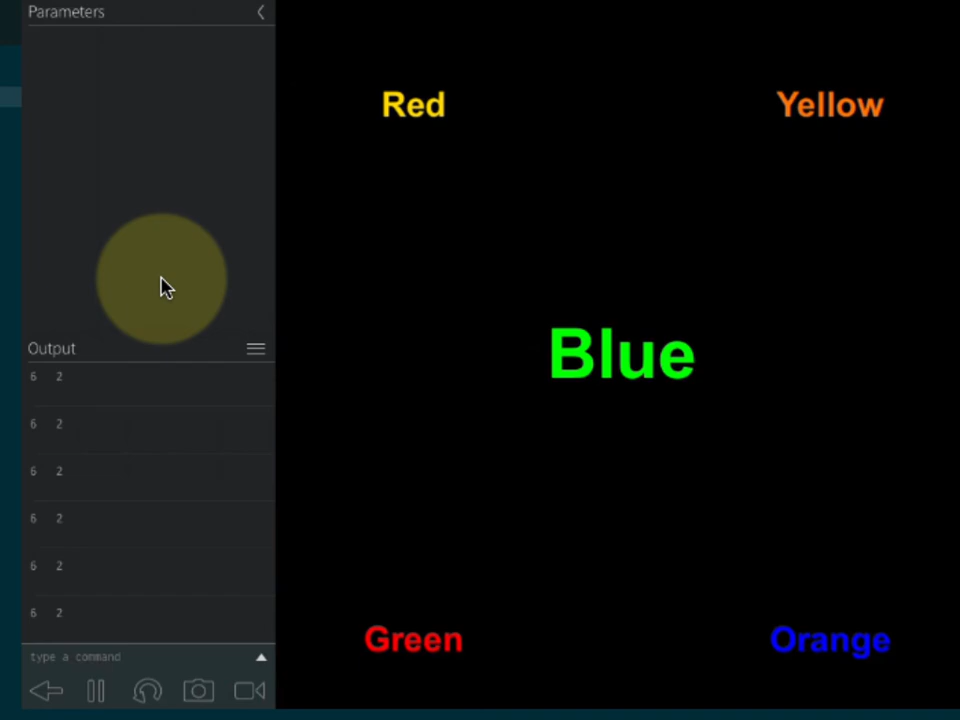 Parameters
Red
Yellow
Blue
Output
6 2
6 2
6 2
6 2
6 2
6 2
Green
Orange
type a command